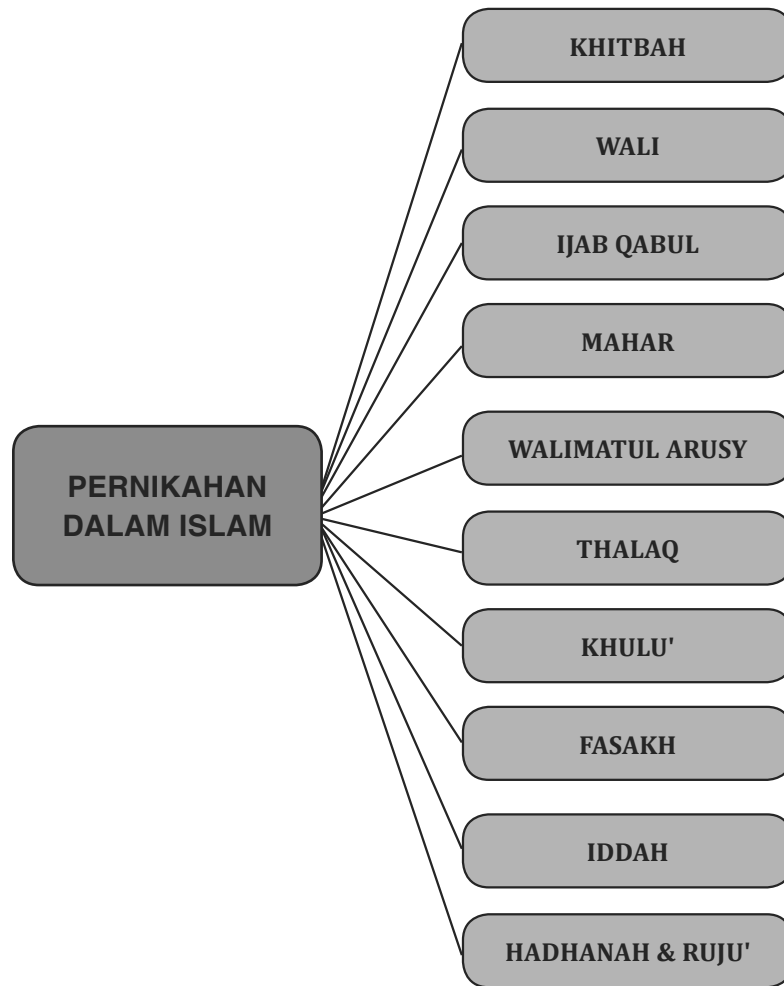 KHITBAH
WALI
IJAB QABUL
MAHAR
WALIMATUL ARUSY
PERNIKAHAN
DALAM ISLAM
THALAQ
KHULU'
FASAKH
IDDAH
HADHANAH & RUJU'